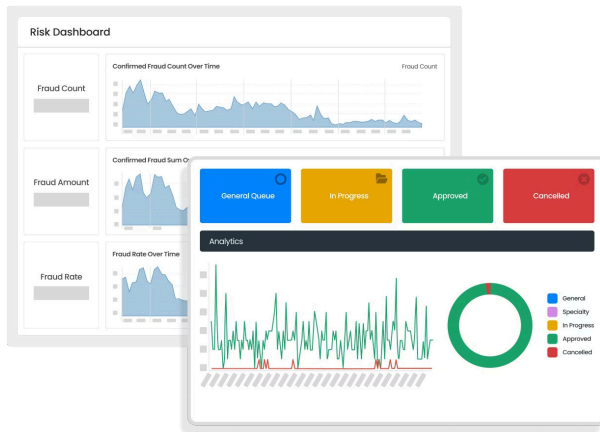 Risk Dashboard
Confirmed Fraud Count Over Time
Fraud Count
Fraud Count
Confirmed Fraud Sum
Fraud Amount
Fraud Rate Over Time
Fraud Rate
General Queue
In Progress
Approved
Cancelled
Analytics
General
Specialty
In Progress
Approved
Cancelled